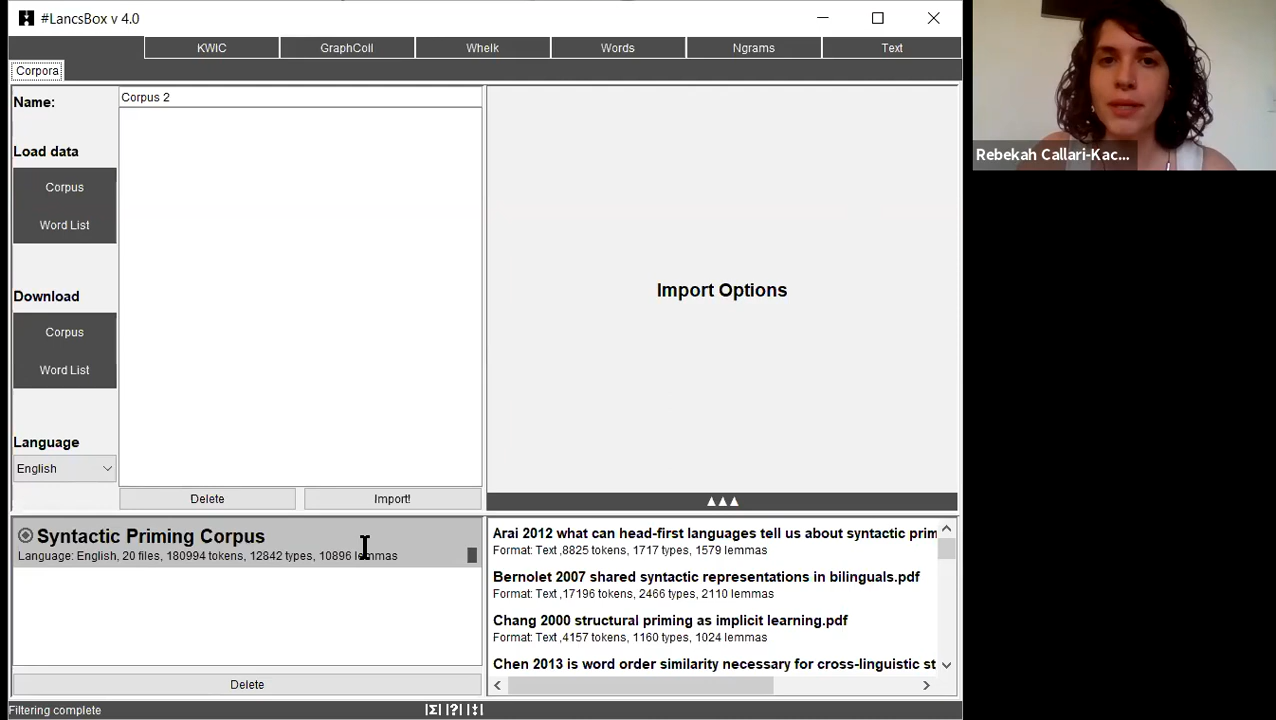 #LancsBox v 4.0
KWIC GraphColl Whelk Words Ngrams Text
Corpora
Name: Corpus 2
Load data
Corpus
Word List
Import Options
Download
Corpus
Word List
Language
English
Delete Import!
▲▲▲
Syntactic Priming Corpus
Language: English, 20 files, 180994 tokens, 12842 types, 10896 lemmas
Delete
Arai 2012 what can head-first languages tell us about syntactic prim
Format: Text ,8825 tokens, 1717 types, 1579 lemmas
Bernolet 2007 shared syntactic representations in bilinguals.pdf
Format: Text ,17196 tokens, 2466 types, 2110 lemmas
Chang 2000 structural priming as implicit learning.pdf
Format: Text ,4157 tokens, 1160 types, 1024 lemmas
Chen 2013 is word order similarity necessary for cross-linguistic st
Filtering complete
|Σ| |?| |‡|
Rebekah Callari-Kac...